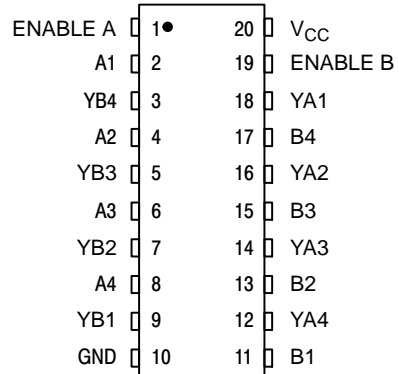 ENABLE A 1 20 VCC
A1 2 19 ENABLE B
YB4 3 18 YA1
A2 4 17 B4
YB3 5 16 YA2
A3 6 15 B3
YB2 7 14 YA3
A4 8 13 B2
YB1 9 12 YA4
GND 10 11 B1